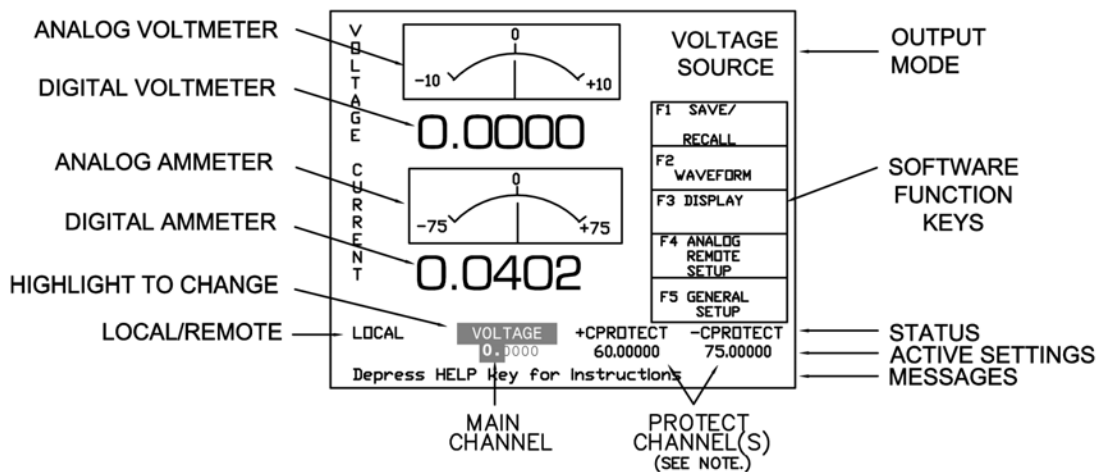 ANALOG VOLTMETER
DIGITAL VOLTMETER
ANALOG AMMETER
DIGITAL AMMETER
HIGHLIGHT TO CHANGE
LOCAL/REMOTE
VOLTAGE CURRENT
0
-10 +10
0.0000
0
-75 +75
0.0402
VOLTAGE
SOURCE
F1 SAVE/
RECALL
F2
WAVEFORM
F3 DISPLAY
F4 ANALOG
REMOTE
SETUP
F5 GENERAL
SETUP
LOCAL VOLTAGE +CPROTECT -CPROTECT
0.0000 60.00000 75.00000
Depress HELP key for Instructions
OUTPUT
MODE
SOFTWARE
FUNCTION
KEYS
STATUS
ACTIVE SETTINGS
MESSAGES
MAIN
CHANNEL
PROTECT
CHANNEL(S)
(SEE NOTE.)